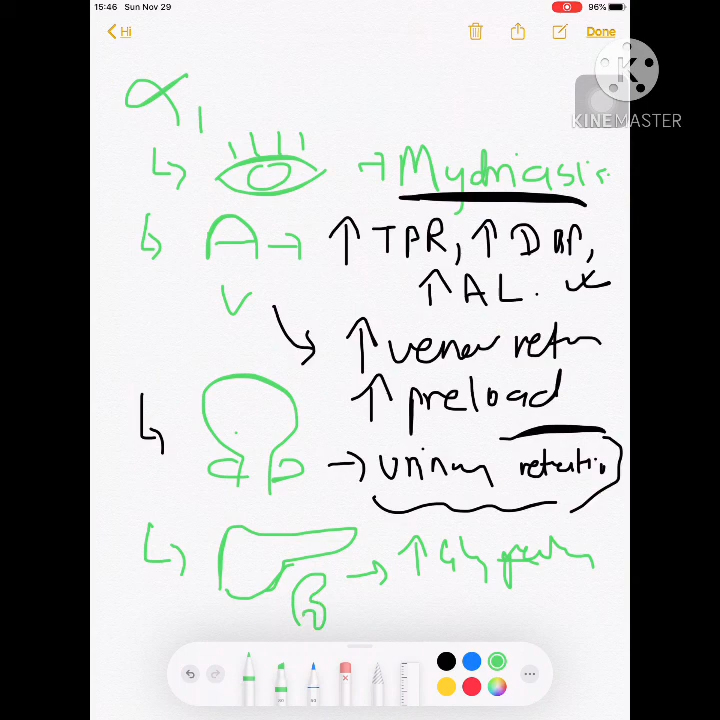 15:46 Sun Nov 29 96%
Hi Done
KINEMASTER
α1
→ Mydriasis
A → ↑ TPR, ↑ DBP,
↑ AL.
V
↑ venous return
↑ preload
→ urinary retention
→ ↑